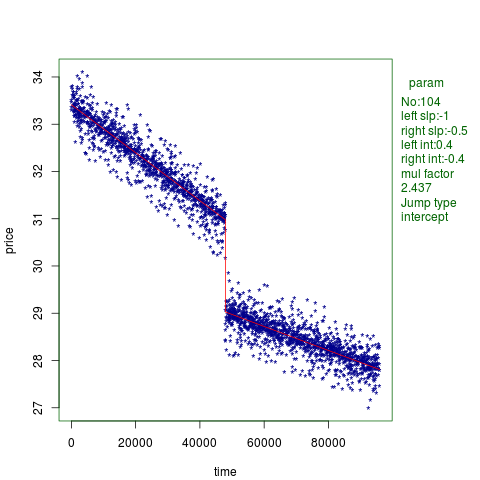 param
No:104
left slp:-1
right slp:-0.5
left int:0.4
right int:-0.4
mul factor
2.437
Jump type
intercept
34
33
32
31
30
29
28
27
price
0
20000
40000
60000
80000
time